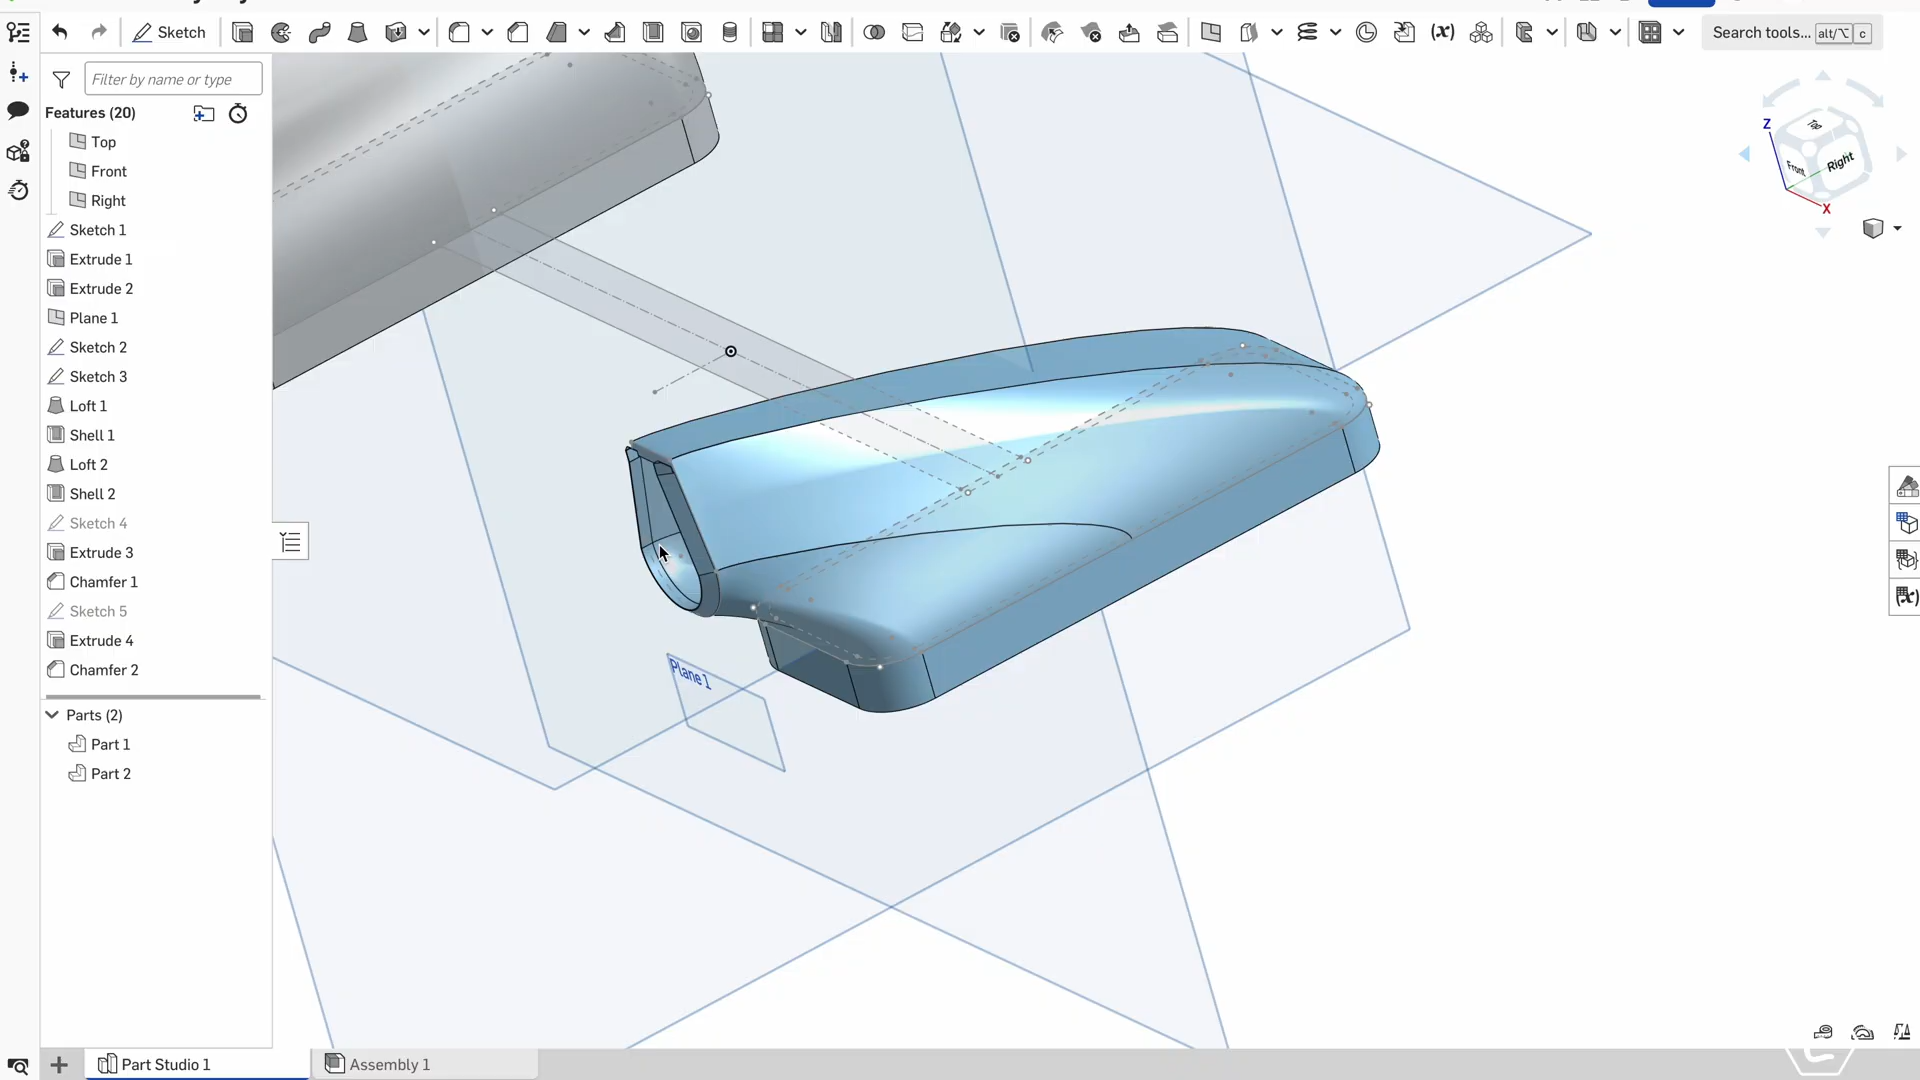 Sketch
Search tools...
alt/⌥
c
Filter by name or type
Features (20)
Top
Front
Right
Sketch 1
Extrude 1
Extrude 2
Plane 1
Sketch 2
Sketch 3
Loft 1
Shell 1
Loft 2
Shell 2
Sketch 4
Extrude 3
Chamfer 1
Sketch 5
Extrude 4
Chamfer 2
Parts (2)
Part 1
Part 2
Plane 1
Z
Top
Front
Right
X
(x)
Part Studio 1
Assembly 1